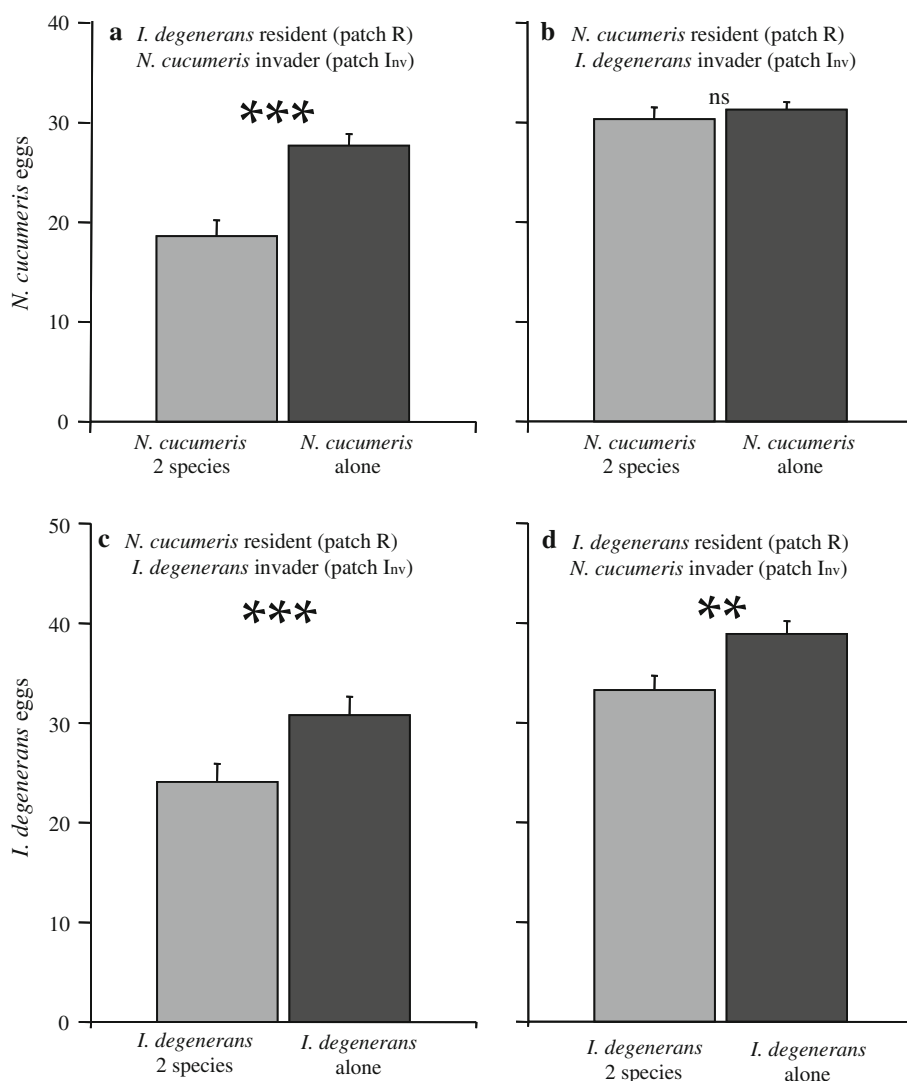 a I. degenerans resident (patch R)
N. cucumeris invader (patch Inv)
***
N. cucumeris eggs
40
30
20
10
0
N. cucumeris
2 species
N. cucumeris
alone
b N. cucumeris resident (patch R)
I. degenerans invader (patch Inv)
ns
N. cucumeris
2 species
N. cucumeris
alone
c N. cucumeris resident (patch R)
I. degenerans invader (patch Inv)
***
I. degenerans eggs
50
40
30
20
10
0
I. degenerans
2 species
I. degenerans
alone
d I. degenerans resident (patch R)
N. cucumeris invader (patch Inv)
**
I. degenerans
2 species
I. degenerans
alone